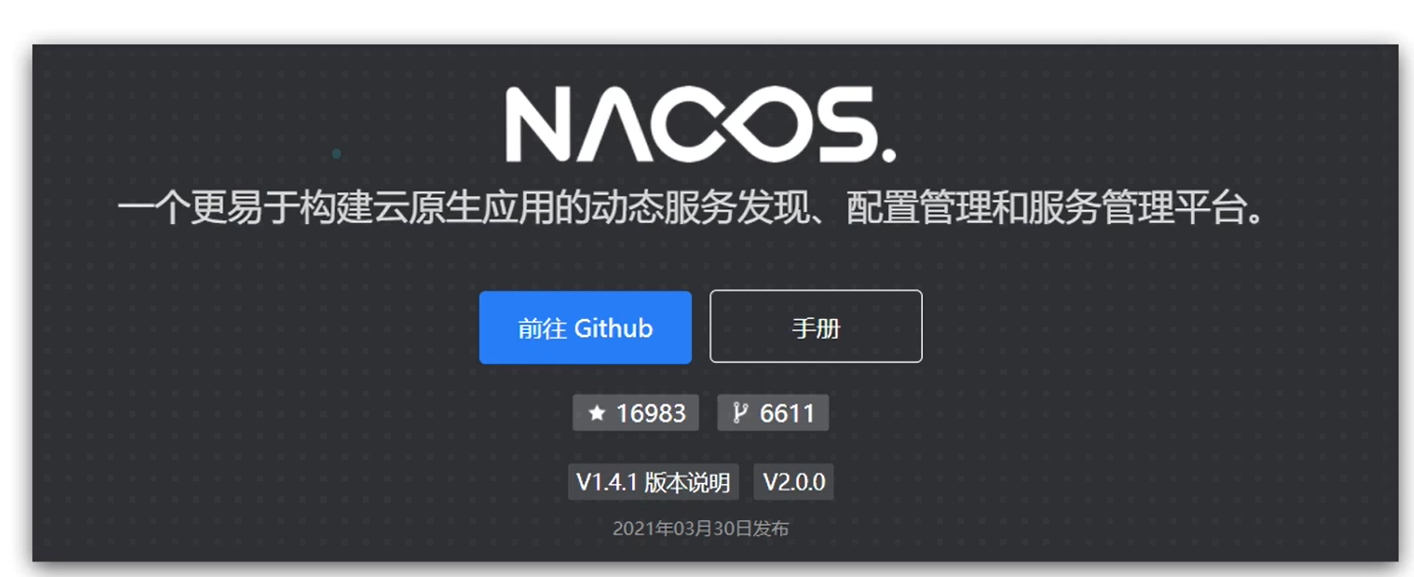 NACOS.
一个更易于构建云原生应用的动态服务发现、配置管理和服务管理平台。
前往 Github 手册
16983 6611
V1.4.1 版本说明 V2.0.0
2021年03月30日发布